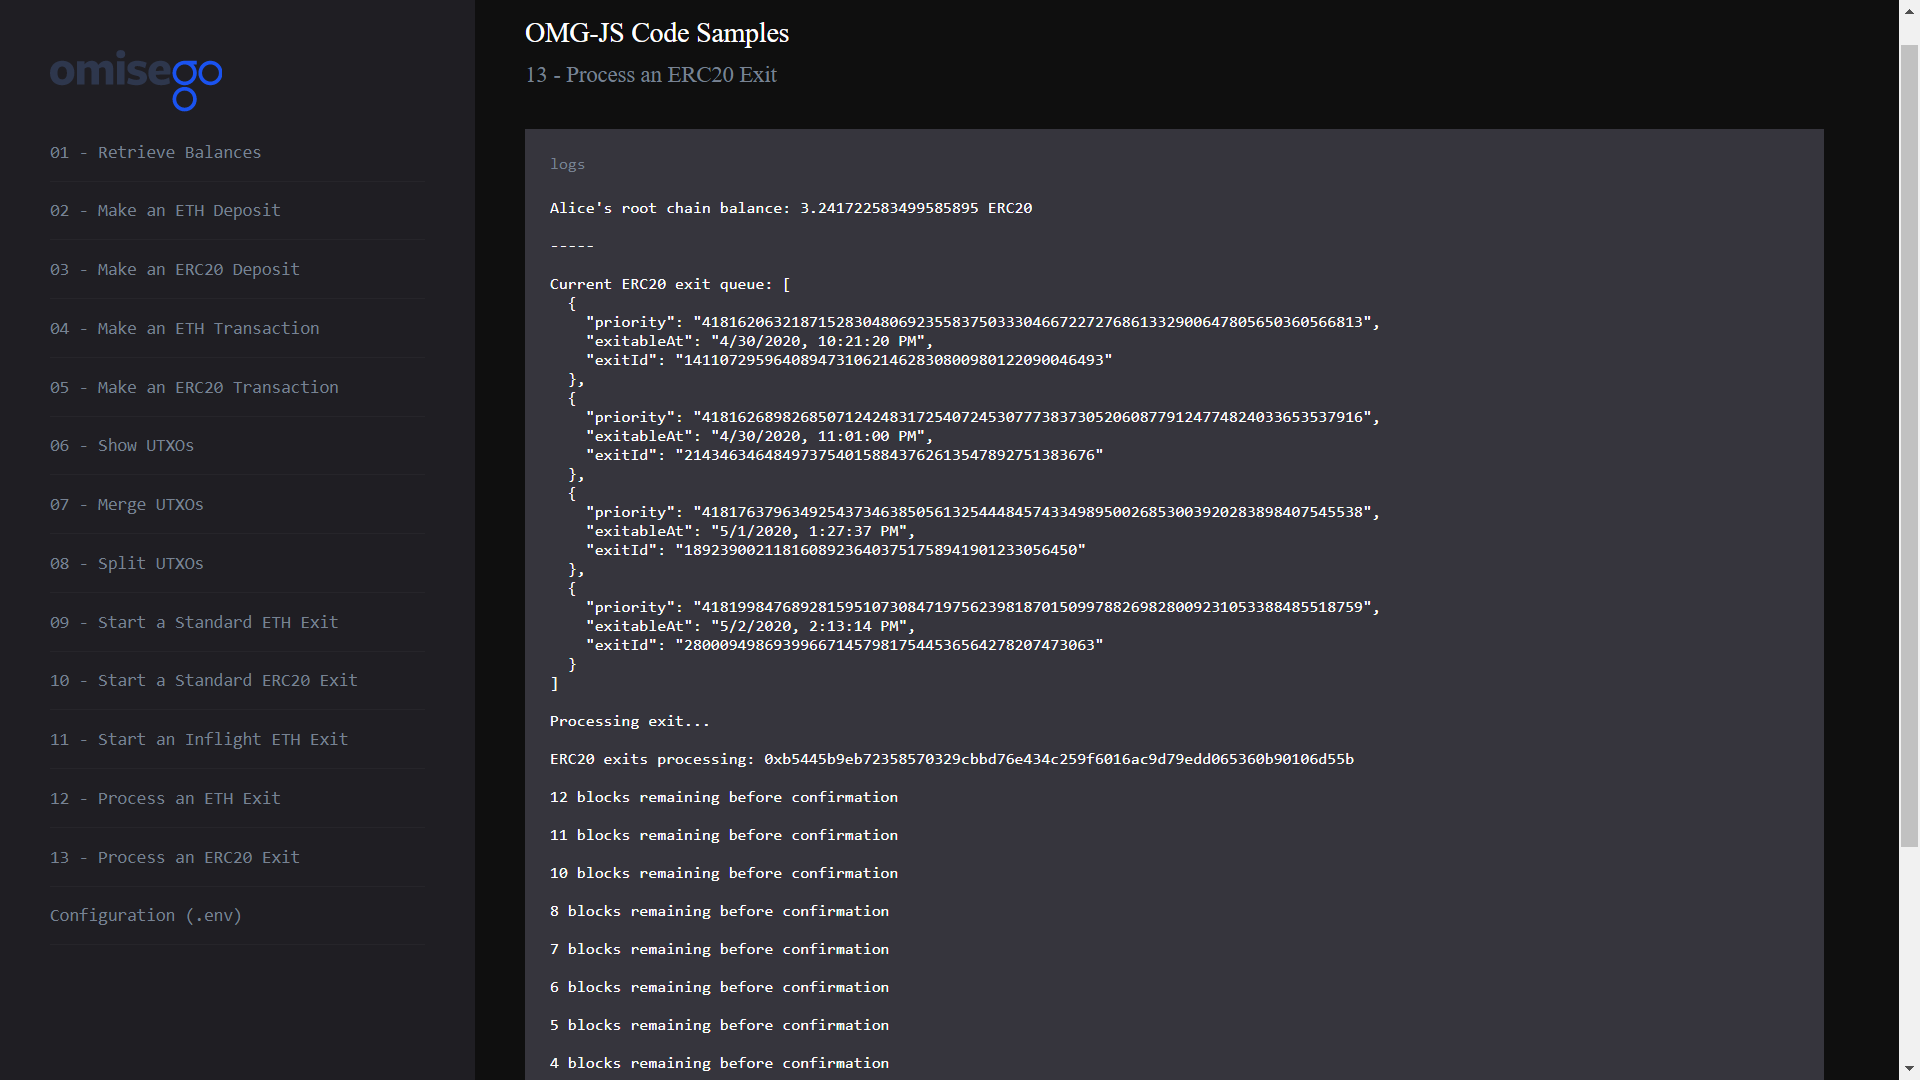 omisego
01 - Retrieve Balances
02 - Make an ETH Deposit
03 - Make an ERC20 Deposit
04 - Make an ETH Transaction
05 - Make an ERC20 Transaction
06 - Show UTXOs
07 - Merge UTXOs
08 - Split UTXOs
09 - Start a Standard ETH Exit
10 - Start a Standard ERC20 Exit
11 - Start an Inflight ETH Exit
12 - Process an ETH Exit
13 - Process an ERC20 Exit
Configuration (.env)
OMG-JS Code Samples
13 - Process an ERC20 Exit
logs
Alice's root chain balance: 3.241722583499585895 ERC20
-----
Current ERC20 exit queue: [
{
"priority": "41816206321871528304806923558375033304667227276861332900647805650360566813",
"exitableAt": "4/30/2020, 10:21:20 PM",
"exitId": "14110729596408947310621462830800980122090046493"
},
{
"priority": "41816268982685071242483172540724530777383730520608779124774824033653537916",
"exitableAt": "4/30/2020, 11:01:00 PM",
"exitId": "2143463464849737540158843762613547892751383676"
},
{
"priority": "41817637963492543734638505613254448457433498950026853003920283898407545538",
"exitableAt": "5/1/2020, 1:27:37 PM",
"exitId": "18923900211816089236403751758941901233056450"
},
{
"priority": "41819984768928159510730847197562398187015099788269828009231053388485518759",
"exitableAt": "5/2/2020, 2:13:14 PM",
"exitId": "2800094986939966714579817544536564278207473063"
}
]
Processing exit...
ERC20 exits processing: 0xb5445b9eb72358570329cbbd76e434c259f6016ac9d79edd065360b90106d55b
12 blocks remaining before confirmation
11 blocks remaining before confirmation
10 blocks remaining before confirmation
8 blocks remaining before confirmation
7 blocks remaining before confirmation
6 blocks remaining before confirmation
5 blocks remaining before confirmation
4 blocks remaining before confirmation